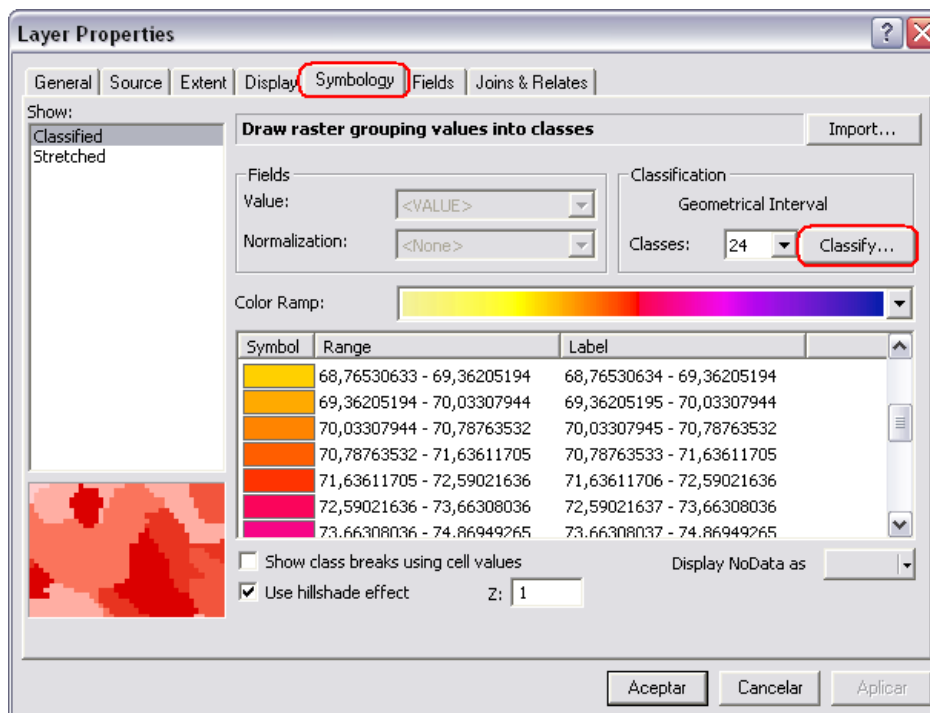 Layer Properties
General Source Extent Display Symbology Fields Joins & Relates
Show:
Classified
Stretched
Draw raster grouping values into classes
Import...
Fields
Value:
<VALUE>
Normalization:
<None>
Classification
Geometrical Interval
Classes:
24
Classify...
Color Ramp:
Symbol Range Label
68,76530633 - 69,36205194 68,76530634 - 69,36205194
69,36205194 - 70,03307944 69,36205195 - 70,03307944
70,03307944 - 70,78763532 70,03307945 - 70,78763532
70,78763532 - 71,63611705 70,78763533 - 71,63611705
71,63611705 - 72,59021636 71,63611706 - 72,59021636
72,59021636 - 73,66308036 72,59021637 - 73,66308036
73,66308036 - 74,86949265 73,66308037 - 74,86949265
Show class breaks using cell values
Display NoData as
Use hillshade effect
Z: 1
Aceptar Cancelar Aplicar